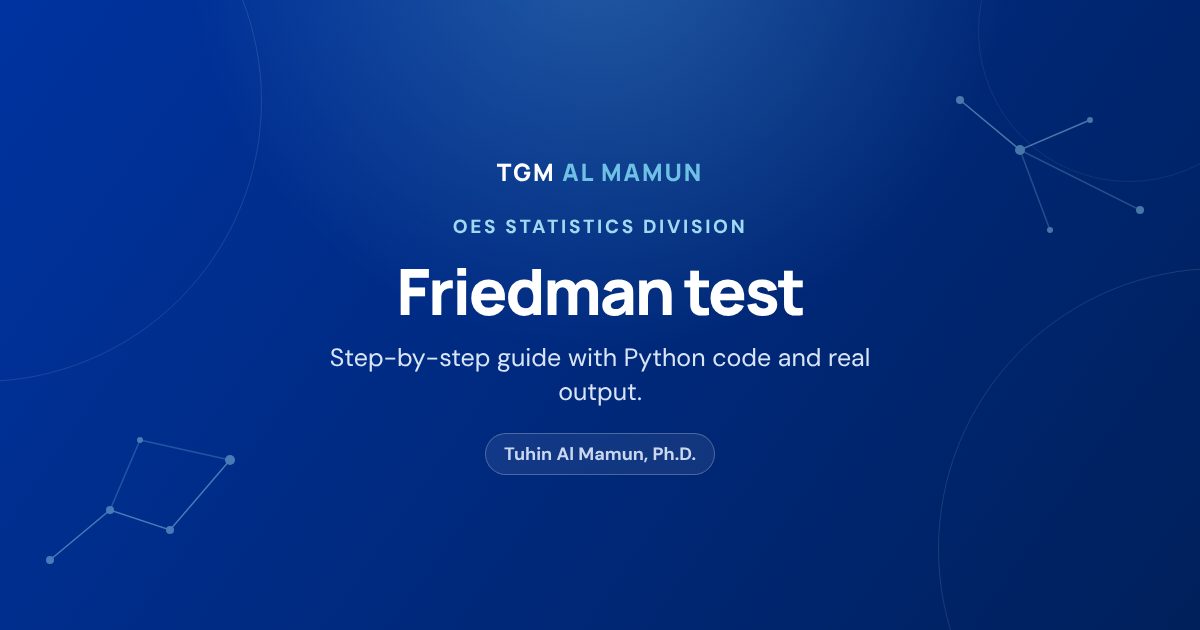 TGM AL MAMUN
OES STATISTICS DIVISION
Friedman test
Step-by-step guide with Python code and real
output.
Tuhin Al Mamun, Ph.D.